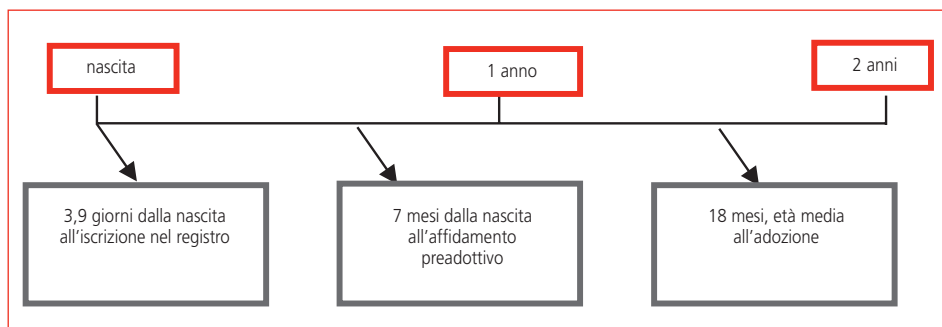 nascita
1 anno
2 anni
3,9 giorni dalla nascita
all'iscrizione nel registro
7 mesi dalla nascita
all'affidamento
preadottivo
18 mesi, età media
all'adozione